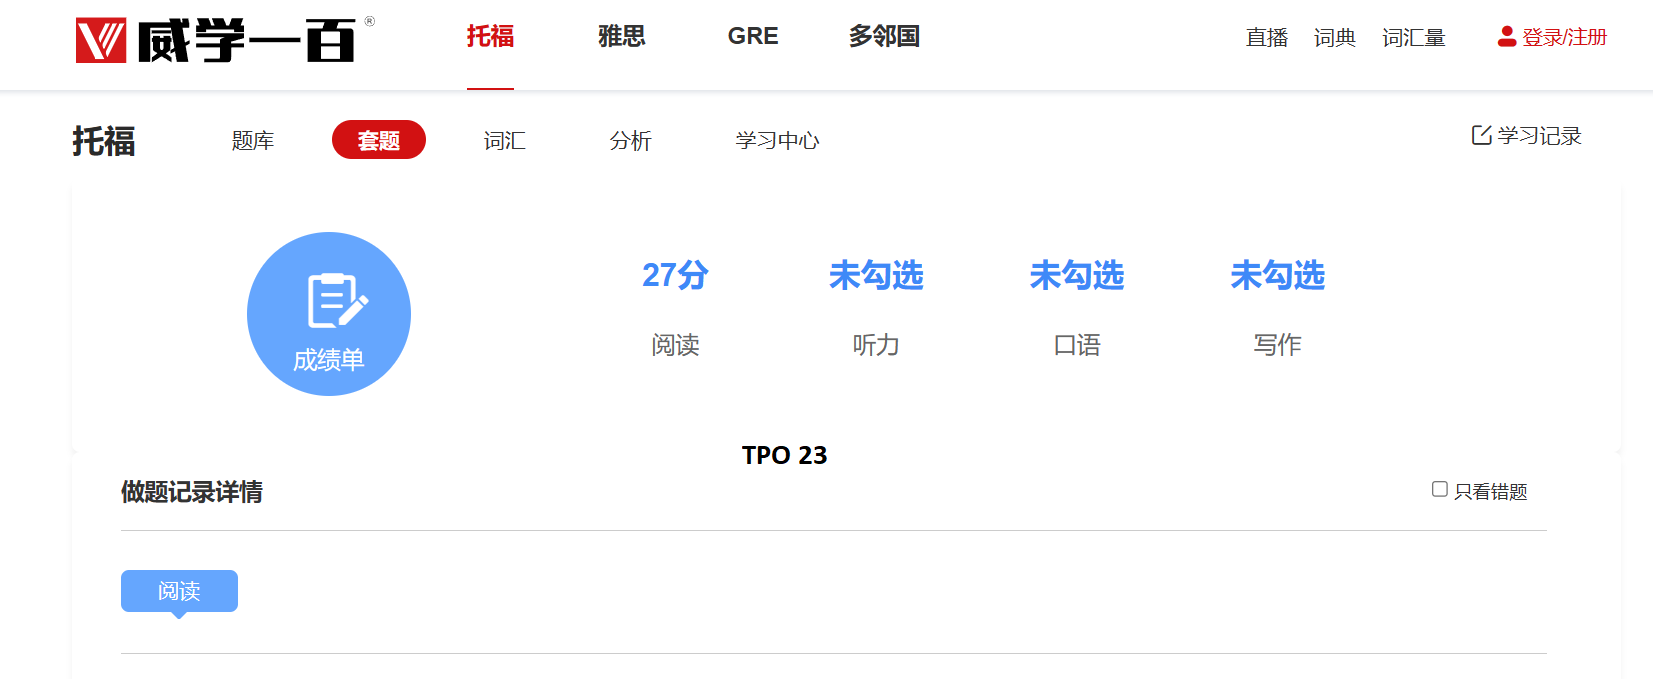 威学一百®
托福 雅思 GRE 多邻国 直播 词典 词汇量 登录/注册
托福 题库 套题 词汇 分析 学习中心 学习记录
27分 未勾选 未勾选 未勾选
成绩单 阅读 听力 口语 写作
TPO 23
做题记录详情 只看错题
阅读